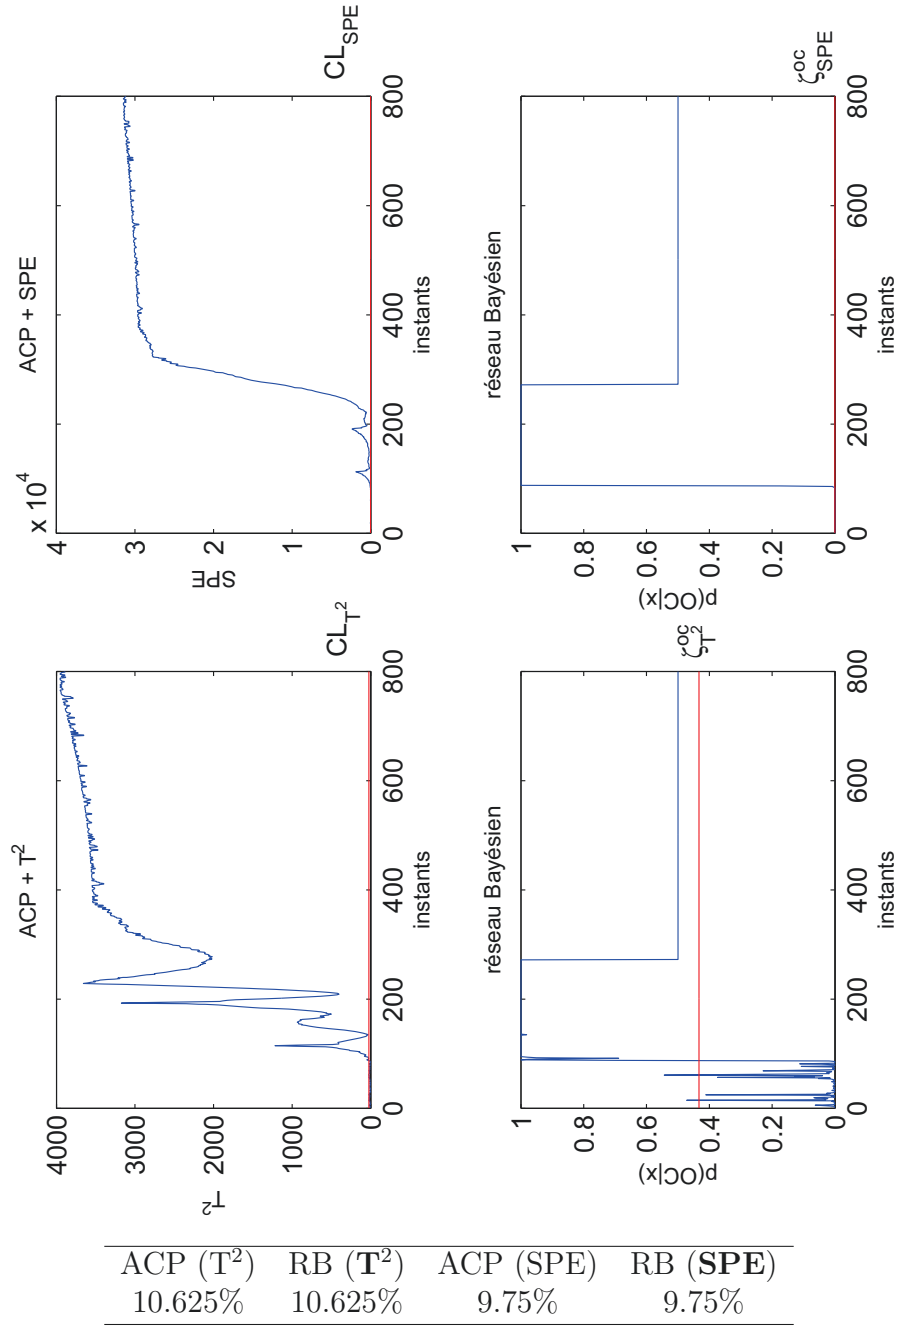 ACP + T²
T²
4000
3000
2000
1000
0
0
200
400
600
800
instants
CL_T²
ACP + SPE
x 10⁴
SPE
4
3
2
1
0
0
200
400
600
800
instants
CL_SPE
réseau Bayésien
p(OC|x)
1
0.8
0.6
0.4
0.2
0
0
200
400
600
800
instants
ζ^oc_T²
réseau Bayésien
p(OC|x)
1
0.8
0.6
0.4
0.2
0
0
200
400
600
800
instants
ζ^oc_SPE
ACP (T²) RB (T²) ACP (SPE) RB (SPE)
10.625% 10.625% 9.75% 9.75%